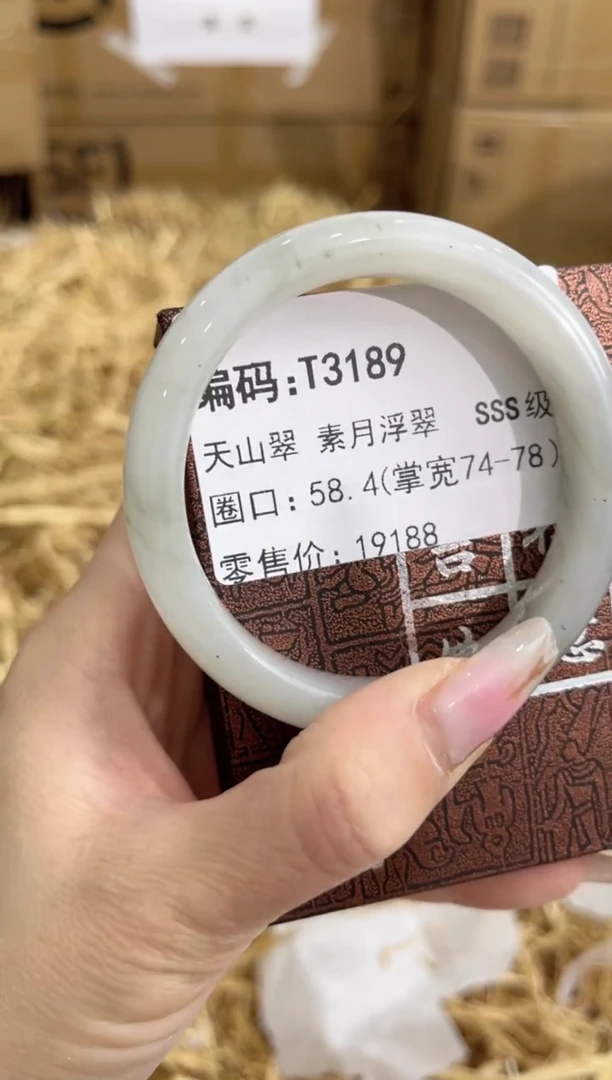 编码:T3189
天山翠 素月浮翠 SSS级
圈口:58.4(掌宽74-78)
零售价:19188